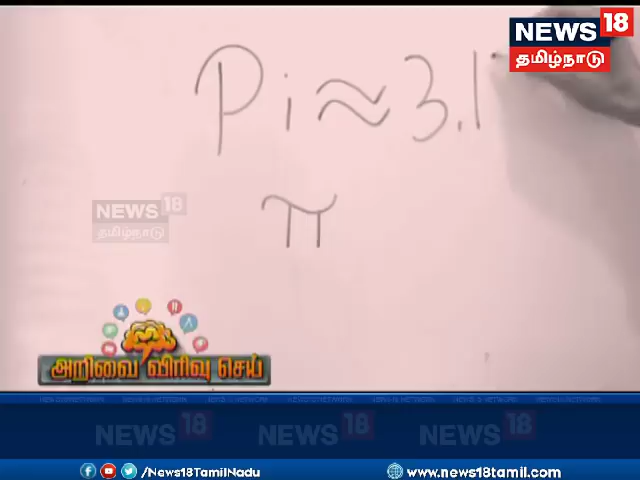 NEWS 18
தமிழ்நாடு
Pi ≈ 3.1
π
NEWS 18
தமிழ்நாடு
அறிவை விரிவு செய்
NEWS 18 NEWS 18 NEWS 18
/News18TamilNadu
www.news18tamil.com